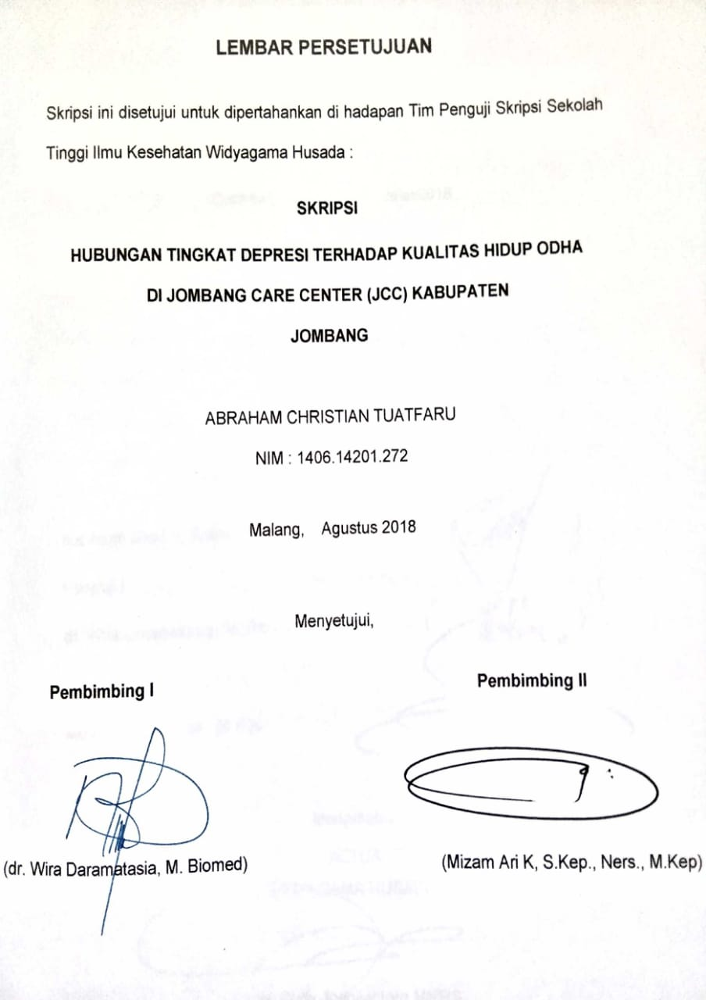 LEMBAR PERSETUJUAN
Skripsi ini disetujui untuk dipertahankan di hadapan Tim Penguji Skripsi Sekolah
Tinggi Ilmu Kesehatan Widyagama Husada :
SKRIPSI
HUBUNGAN TINGKAT DEPRESI TERHADAP KUALITAS HIDUP ODHA
DI JOMBANG CARE CENTER (JCC) KABUPATEN
JOMBANG
ABRAHAM CHRISTIAN TUATFARU
NIM : 1406.14201.272
Malang, Agustus 2018
Menyetujui,
Pembimbing I
Pembimbing II
(dr. Wira Daramatasia, M. Biomed)
(Mizam Ari K, S.Kep., Ners., M.Kep)